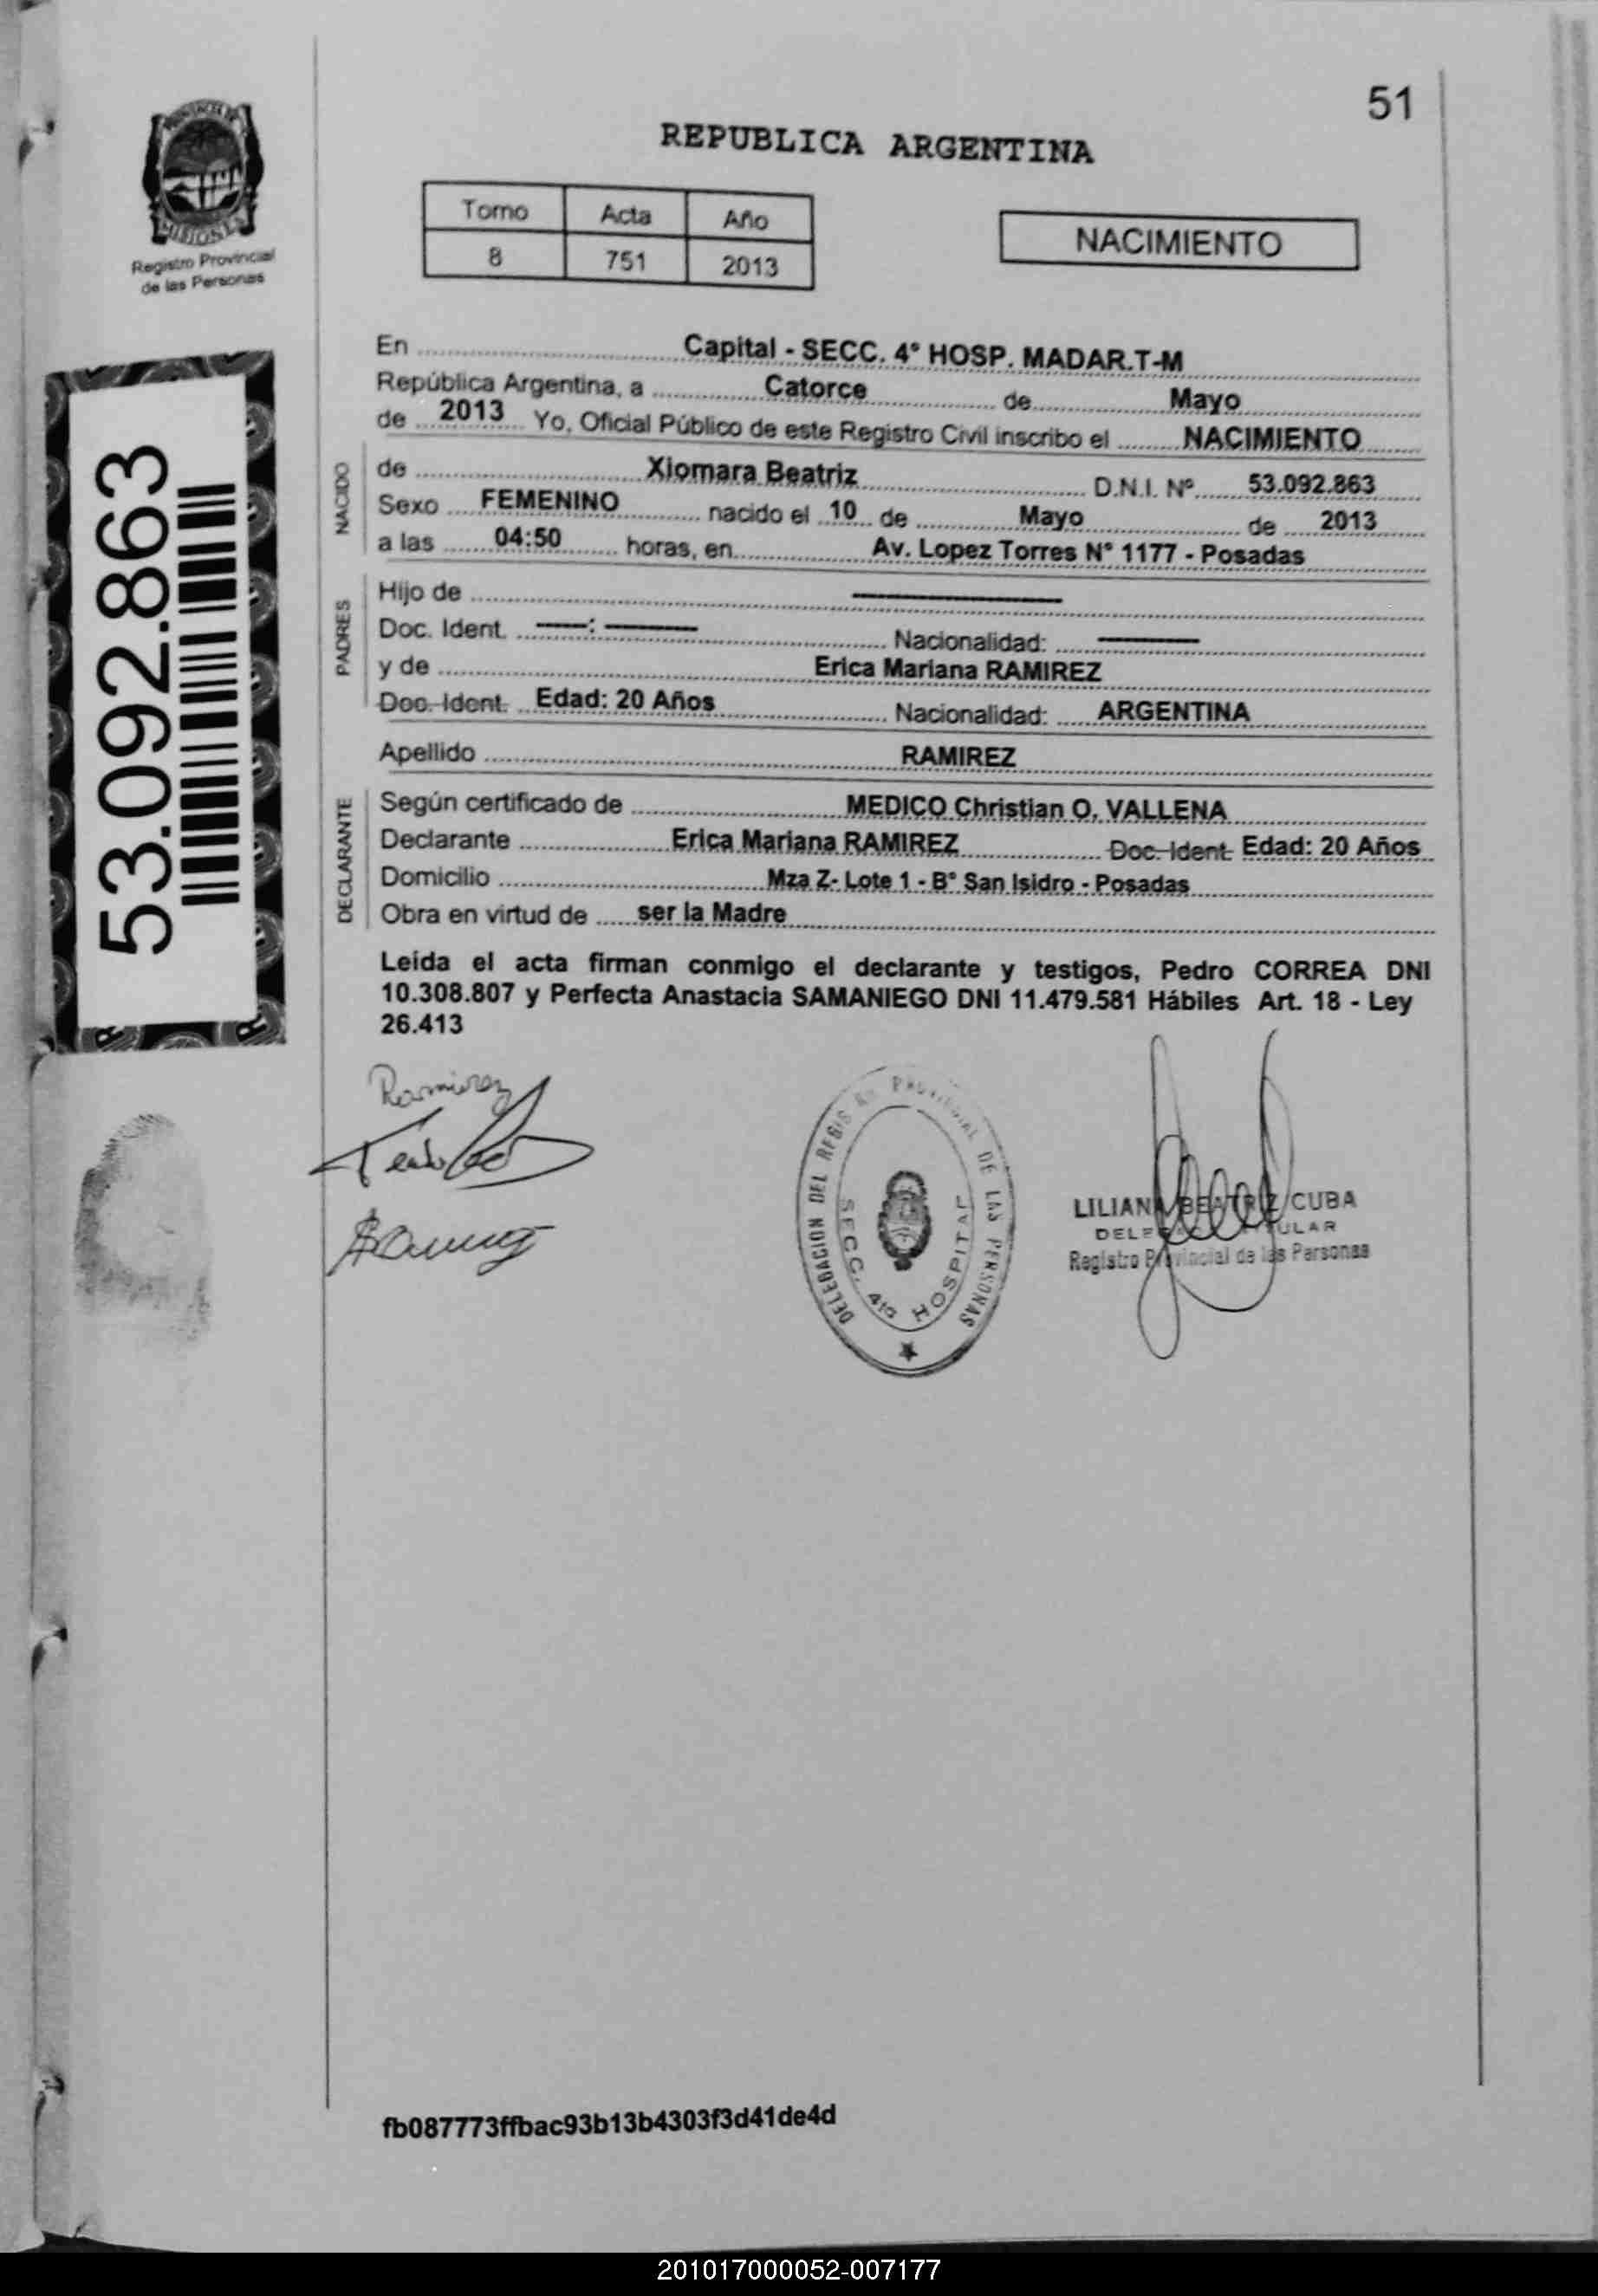 51
REPUBLICA ARGENTINA
PROVINCIA DE
MISIONES
Registro Provincial
de las Personas
Tomo Acta Año
8 751 2013
NACIMIENTO
53.092.863
En Capital - SECC. 4° HOSP. MADAR.T-M
República Argentina, a Catorce de Mayo
de 2013 Yo, Oficial Público de este Registro Civil inscribo el NACIMIENTO
NACIDO
de Xiomara Beatriz D.N.I. Nº 53.092.863
Sexo FEMENINO nacido el 10 de Mayo de 2013
a las 04:50 horas, en Av. Lopez Torres N° 1177 - Posadas
PADRES
Hijo de
Doc. Ident. : Nacionalidad:
y de Erica Mariana RAMIREZ
Doc. Ident. Edad: 20 Años Nacionalidad: ARGENTINA
Apellido RAMIREZ
DECLARANTE
Según certificado de MEDICO Christian O. VALLENA
Declarante Erica Mariana RAMIREZ Doc. Ident. Edad: 20 Años
Domicilio Mza Z- Lote 1 - B° San Isidro - Posadas
Obra en virtud de ser la Madre
Leida el acta firman conmigo el declarante y testigos, Pedro CORREA DNI
10.308.807 y Perfecta Anastacia SAMANIEGO DNI 11.479.581 Hábiles Art. 18 - Ley
26.413
Ramirez
DELEGACION DEL REGIS PROVINCIAL DE LAS PERSONAS
SECC. 4ta HOSPITAL
LILIANA BEATRIZ CUBA
Registro Provincial de las Personas
fb087773ffbac93b13b4303f3d41de4d
201017000052-007177